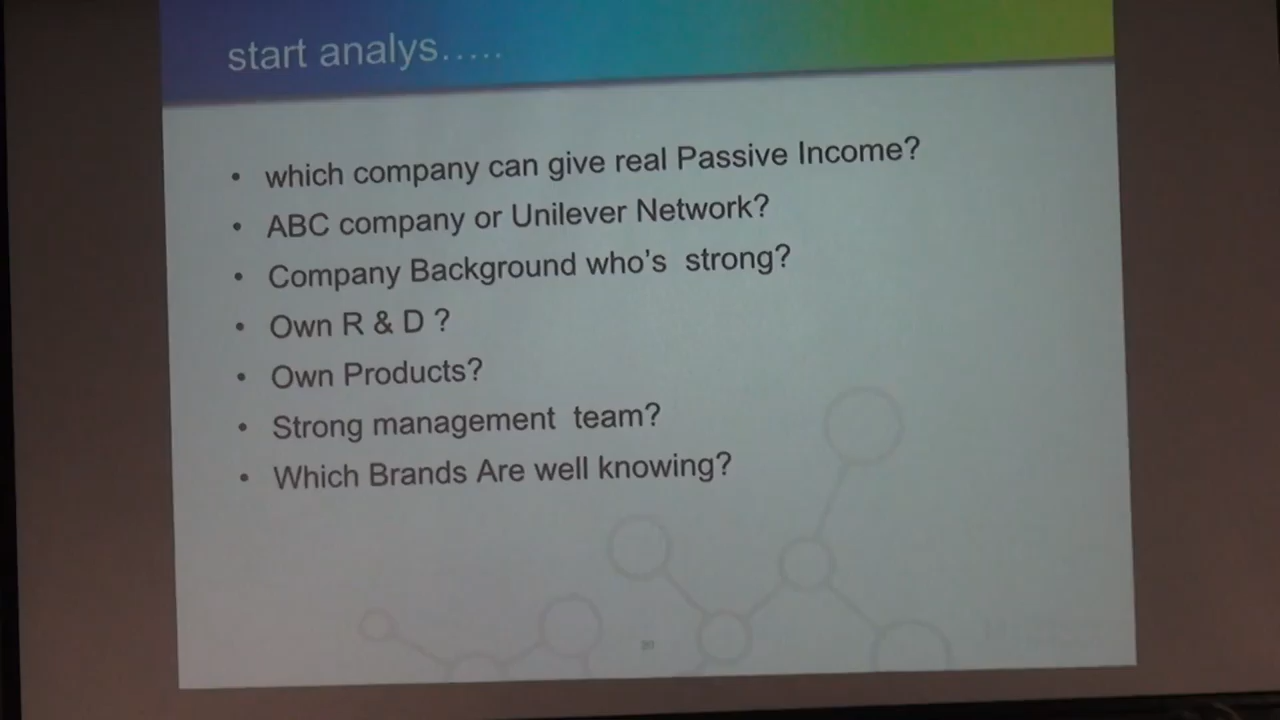 start analys.....
• which company can give real Passive Income?
• ABC company or Unilever Network?
• Company Background who's strong?
• Own R & D ?
• Own Products?
• Strong management team?
• Which Brands Are well knowing?